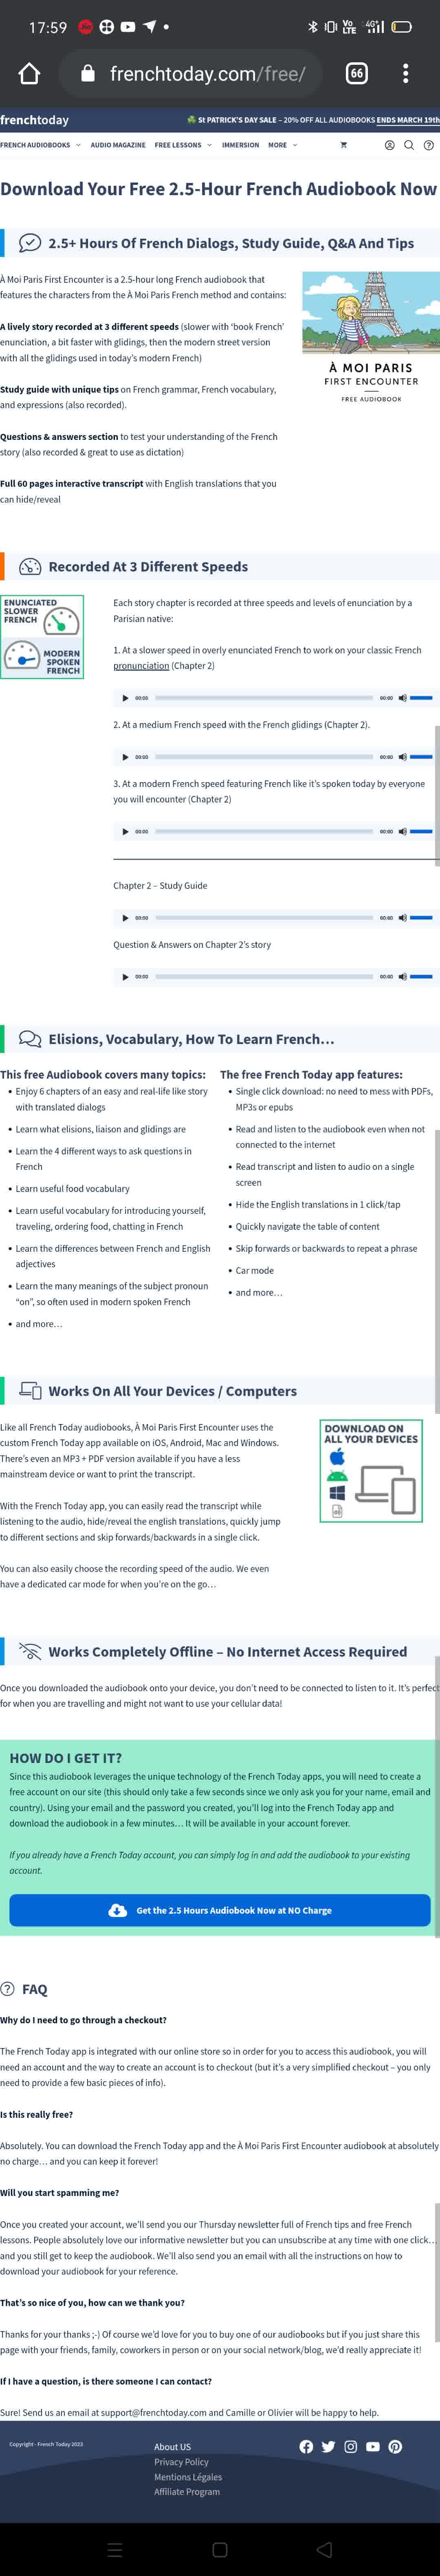 17:59
Vo LTE 4G+
frenchtoday.com/free/
66
frenchtoday
☘ St PATRICK'S DAY SALE – 20% OFF ALL AUDIOBOOKS ENDS MARCH 19th
FRENCH AUDIOBOOKS AUDIO MAGAZINE FREE LESSONS IMMERSION MORE
Download Your Free 2.5-Hour French Audiobook Now
2.5+ Hours Of French Dialogs, Study Guide, Q&A And Tips
À Moi Paris First Encounter is a 2.5-hour long French audiobook that
features the characters from the À Moi Paris French method and contains:
A lively story recorded at 3 different speeds (slower with ‘book French’
enunciation, a bit faster with glidings, then the modern street version
with all the glidings used in today’s modern French)
Study guide with unique tips on French grammar, French vocabulary,
and expressions (also recorded).
Questions & answers section to test your understanding of the French
story (also recorded & great to use as dictation)
Full 60 pages interactive transcript with English translations that you
can hide/reveal
À MOI PARIS
FIRST ENCOUNTER
FREE AUDIOBOOK
Recorded At 3 Different Speeds
ENUNCIATED
SLOWER
FRENCH
MODERN
SPOKEN
FRENCH
Each story chapter is recorded at three speeds and levels of enunciation by a
Parisian native:
1. At a slower speed in overly enunciated French to work on your classic French
pronunciation (Chapter 2)
00:00 00:00
2. At a medium French speed with the French glidings (Chapter 2).
00:00 00:00
3. At a modern French speed featuring French like it’s spoken today by everyone
you will encounter (Chapter 2)
00:00 00:00
Chapter 2 – Study Guide
00:00 00:00
Question & Answers on Chapter 2’s story
00:00 00:00
Elisions, Vocabulary, How To Learn French…
This free Audiobook covers many topics:
• Enjoy 6 chapters of an easy and real-life like story
with translated dialogs
• Learn what elisions, liaison and glidings are
• Learn the 4 different ways to ask questions in
French
• Learn useful food vocabulary
• Learn useful vocabulary for introducing yourself,
traveling, ordering food, chatting in French
• Learn the differences between French and English
adjectives
• Learn the many meanings of the subject pronoun
“on”, so often used in modern spoken French
• and more…
The free French Today app features:
• Single click download: no need to mess with PDFs,
MP3s or epubs
• Read and listen to the audiobook even when not
connected to the internet
• Read transcript and listen to audio on a single
screen
• Hide the English translations in 1 click/tap
• Quickly navigate the table of content
• Skip forwards or backwards to repeat a phrase
• Car mode
• and more…
Works On All Your Devices / Computers
Like all French Today audiobooks, À Moi Paris First Encounter uses the
custom French Today app available on iOS, Android, Mac and Windows.
There’s even an MP3 + PDF version available if you have a less
mainstream device or want to print the transcript.
With the French Today app, you can easily read the transcript while
listening to the audio, hide/reveal the english translations, quickly jump
to different sections and skip forwards/backwards in a single click.
You can also easily choose the recording speed of the audio. We even
have a dedicated car mode for when you’re on the go…
DOWNLOAD ON
ALL YOUR DEVICES
Works Completely Offline – No Internet Access Required
Once you downloaded the audiobook onto your device, you don’t need to be connected to listen to it. It’s perfect
for when you are travelling and might not want to use your cellular data!
HOW DO I GET IT?
Since this audiobook leverages the unique technology of the French Today apps, you will need to create a
free account on our site (this should only take a few seconds since we only ask you for your name, email and
country). Using your email and the password you created, you’ll log into the French Today app and
download the audiobook in a few minutes… It will be available in your account forever.
If you already have a French Today account, you can simply log in and add the audiobook to your existing
account.
Get the 2.5 Hours Audiobook Now at NO Charge
FAQ
Why do I need to go through a checkout?
The French Today app is integrated with our online store so in order for you to access this audiobook, you will
need an account and the way to create an account is to checkout (but it’s a very simplified checkout – you only
need to provide a few basic pieces of info).
Is this really free?
Absolutely. You can download the French Today app and the À Moi Paris First Encounter audiobook at absolutely
no charge… and you can keep it forever!
Will you start spamming me?
Once you created your account, we’ll send you our Thursday newsletter full of French tips and free French
lessons. People absolutely love our informative newsletter but you can unsubscribe at any time with one click…
and you still get to keep the audiobook. We’ll also send you an email with all the instructions on how to
download your audiobook for your reference.
That’s so nice of you, how can we thank you?
Thanks for your thanks ;-) Of course we’d love for you to buy one of our audiobooks but if you just share this
page with your friends, family, coworkers in person or on your social network/blog, we’d really appreciate it!
If I have a question, is there someone I can contact?
Sure! Send us an email at support@frenchtoday.com and Camille or Olivier will be happy to help.
Copyright - French Today 2023
About US
Privacy Policy
Mentions Légales
Affiliate Program